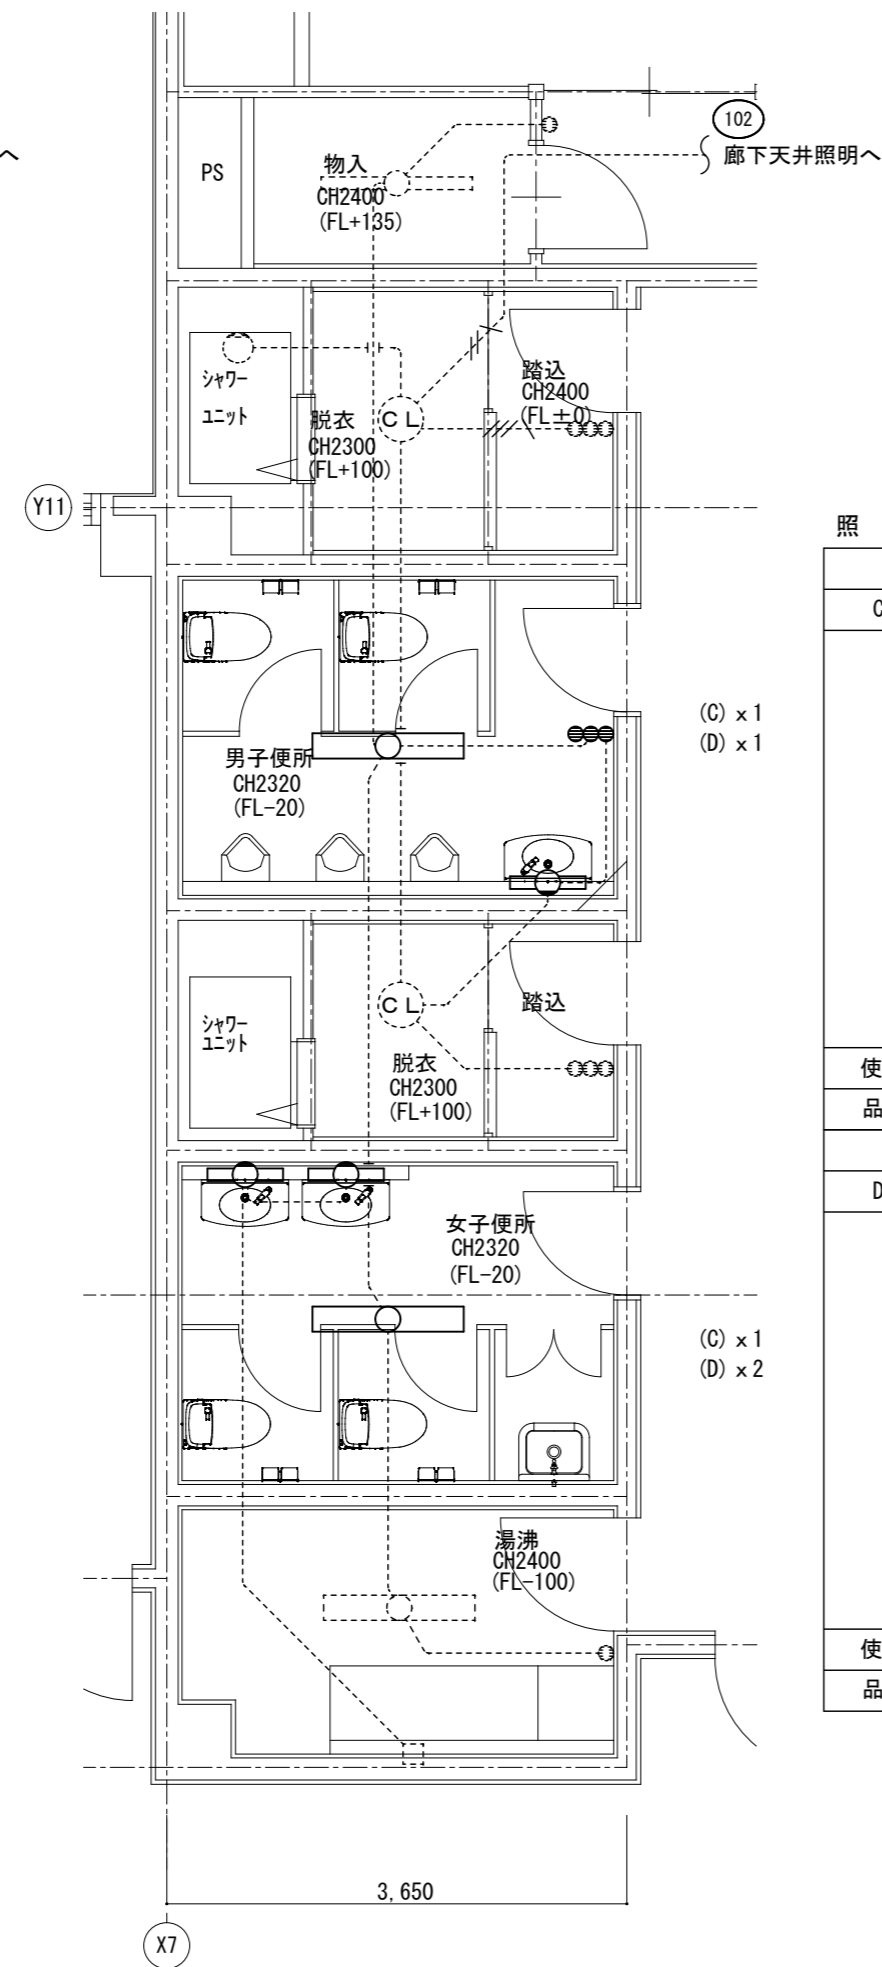 102
へ
廊下天井照明へ
PS
物入
CH2400
(FL+135)
シャワー
ユニット
脱衣
CH2300
(FL+100)
CL
踏込
CH2400
(FL±0)
Y11
照
C
(C) x 1
(D) x 1
男子便所
CH2320
(FL-20)
シャワー
ユニット
CL
踏込
脱衣
CH2300
(FL+100)
使
品
D
女子便所
CH2320
(FL-20)
(C) x 1
(D) x 2
湯沸
CH2400
(FL-100)
使
品
3,650
X7